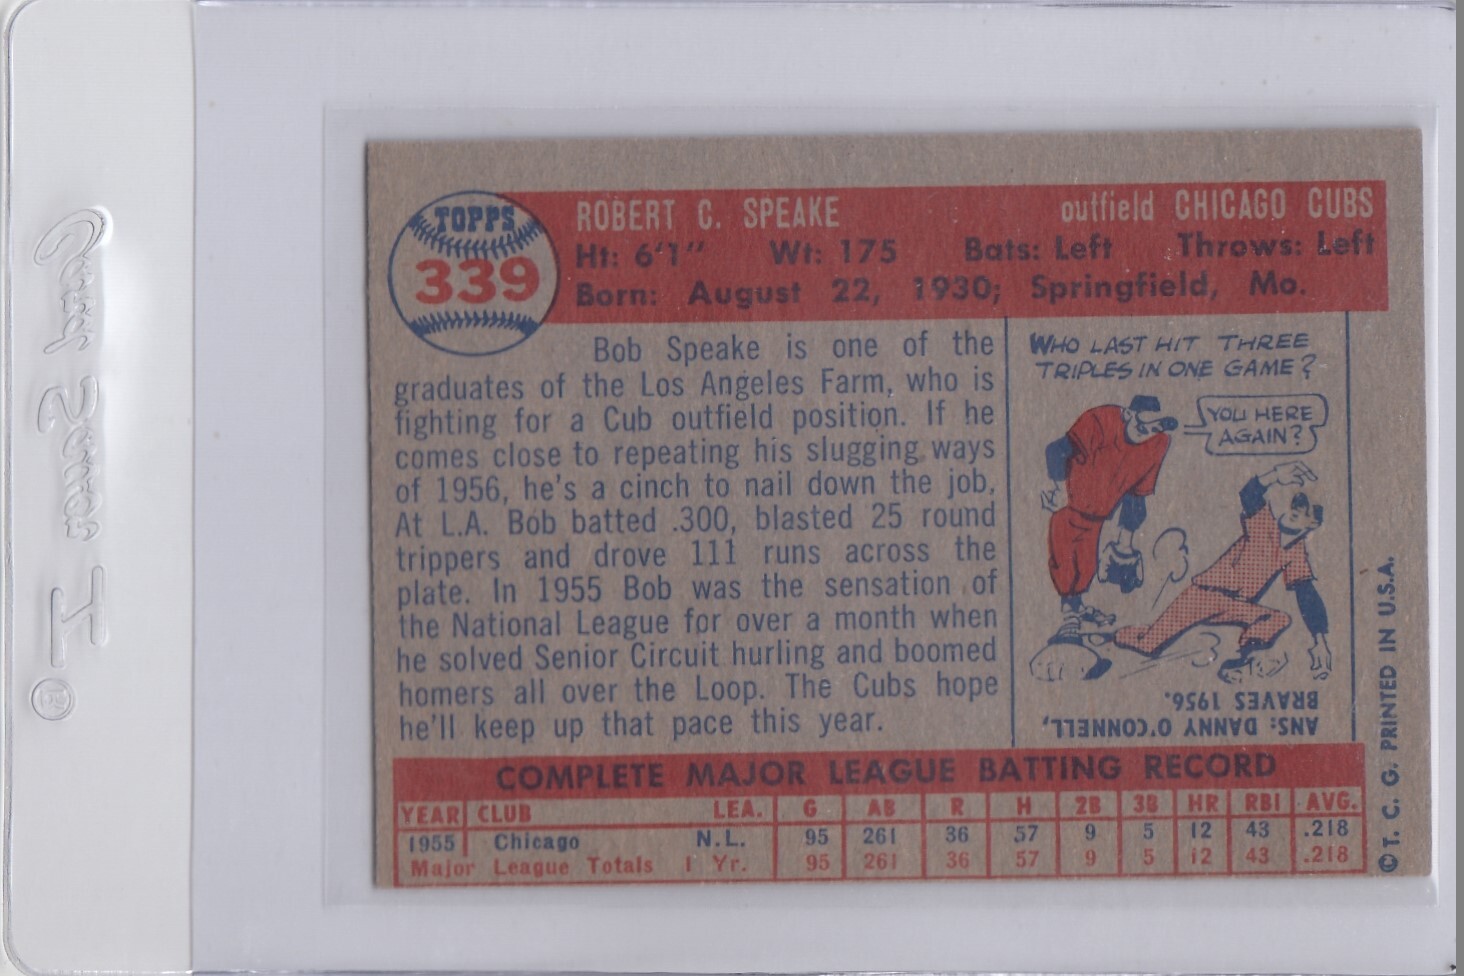 Card Saver I
®
TOPPS
339
ROBERT C. SPEAKE outfield CHICAGO CUBS
Ht: 6'1" Wt: 175 Bats: Left Throws: Left
Born: August 22, 1930; Springfield, Mo.
Bob Speake is one of the
graduates of the Los Angeles Farm, who is
fighting for a Cub outfield position. If he
comes close to repeating his slugging ways
of 1956, he's a cinch to nail down the job.
At L.A. Bob batted .300, blasted 25 round
trippers and drove 111 runs across the
plate. In 1955 Bob was the sensation of
the National League for over a month when
he solved Senior Circuit hurling and boomed
homers all over the Loop. The Cubs hope
he'll keep up that pace this year.
WHO LAST HIT THREE
TRIPLES IN ONE GAME?
YOU HERE
AGAIN?
ANS: DANNY O'CONNELL,
BRAVES 1956.
COMPLETE MAJOR LEAGUE BATTING RECORD
YEAR CLUB LEA. G AB R H 2B 3B HR RBI AVG.
1955 Chicago N.L. 95 261 36 57 9 5 12 43 .218
Major League Totals 1 Yr. 95 261 36 57 9 5 12 43 .218
© T. C. G. PRINTED IN U.S.A.